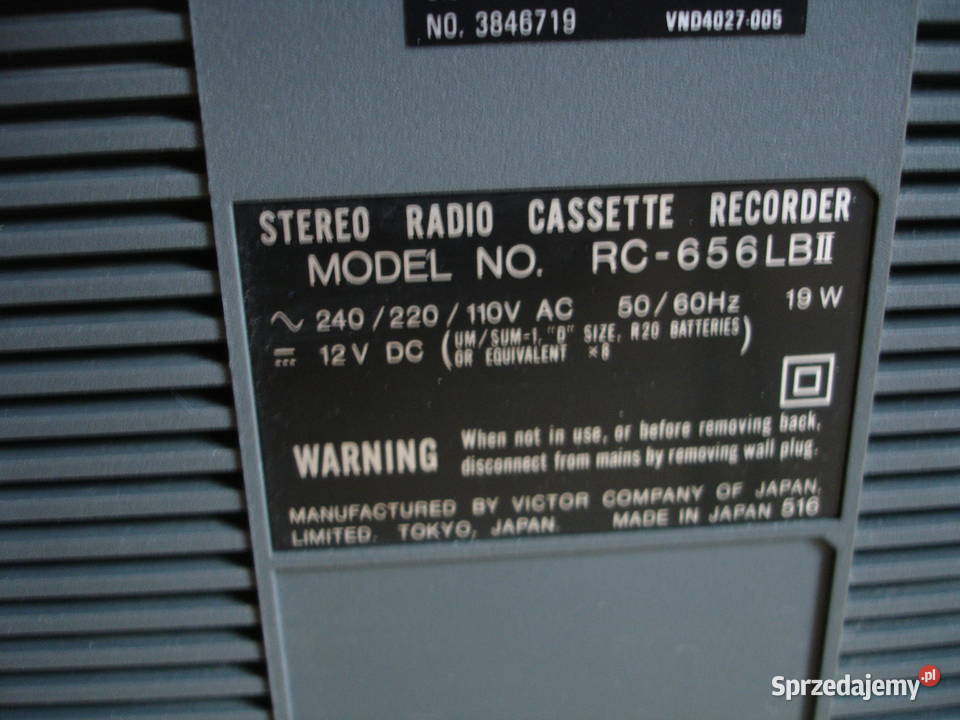 NO. 3846719 VND4027-005
STEREO RADIO CASSETTE RECORDER
MODEL NO. RC-656LBII
∿ 240/220/110V AC 50/60Hz 19W
⎓ 12V DC (UM/SUM-1, "D" SIZE, R20 BATTERIES
OR EQUIVALENT ×8)
WARNING When not in use, or before removing back,
disconnect from mains by removing wall plug.
MANUFACTURED BY VICTOR COMPANY OF JAPAN,
LIMITED. TOKYO, JAPAN. MADE IN JAPAN 516
Sprzedajemy.pl